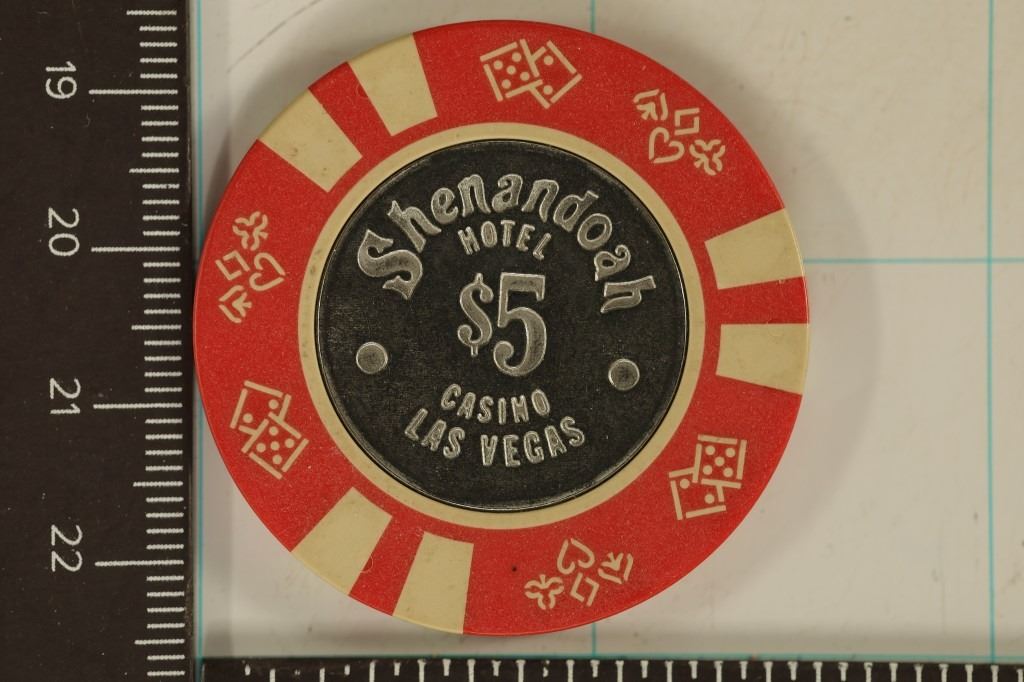 19
20
21
22
Shenandoah
HOTEL
$5
CASINO
LAS VEGAS